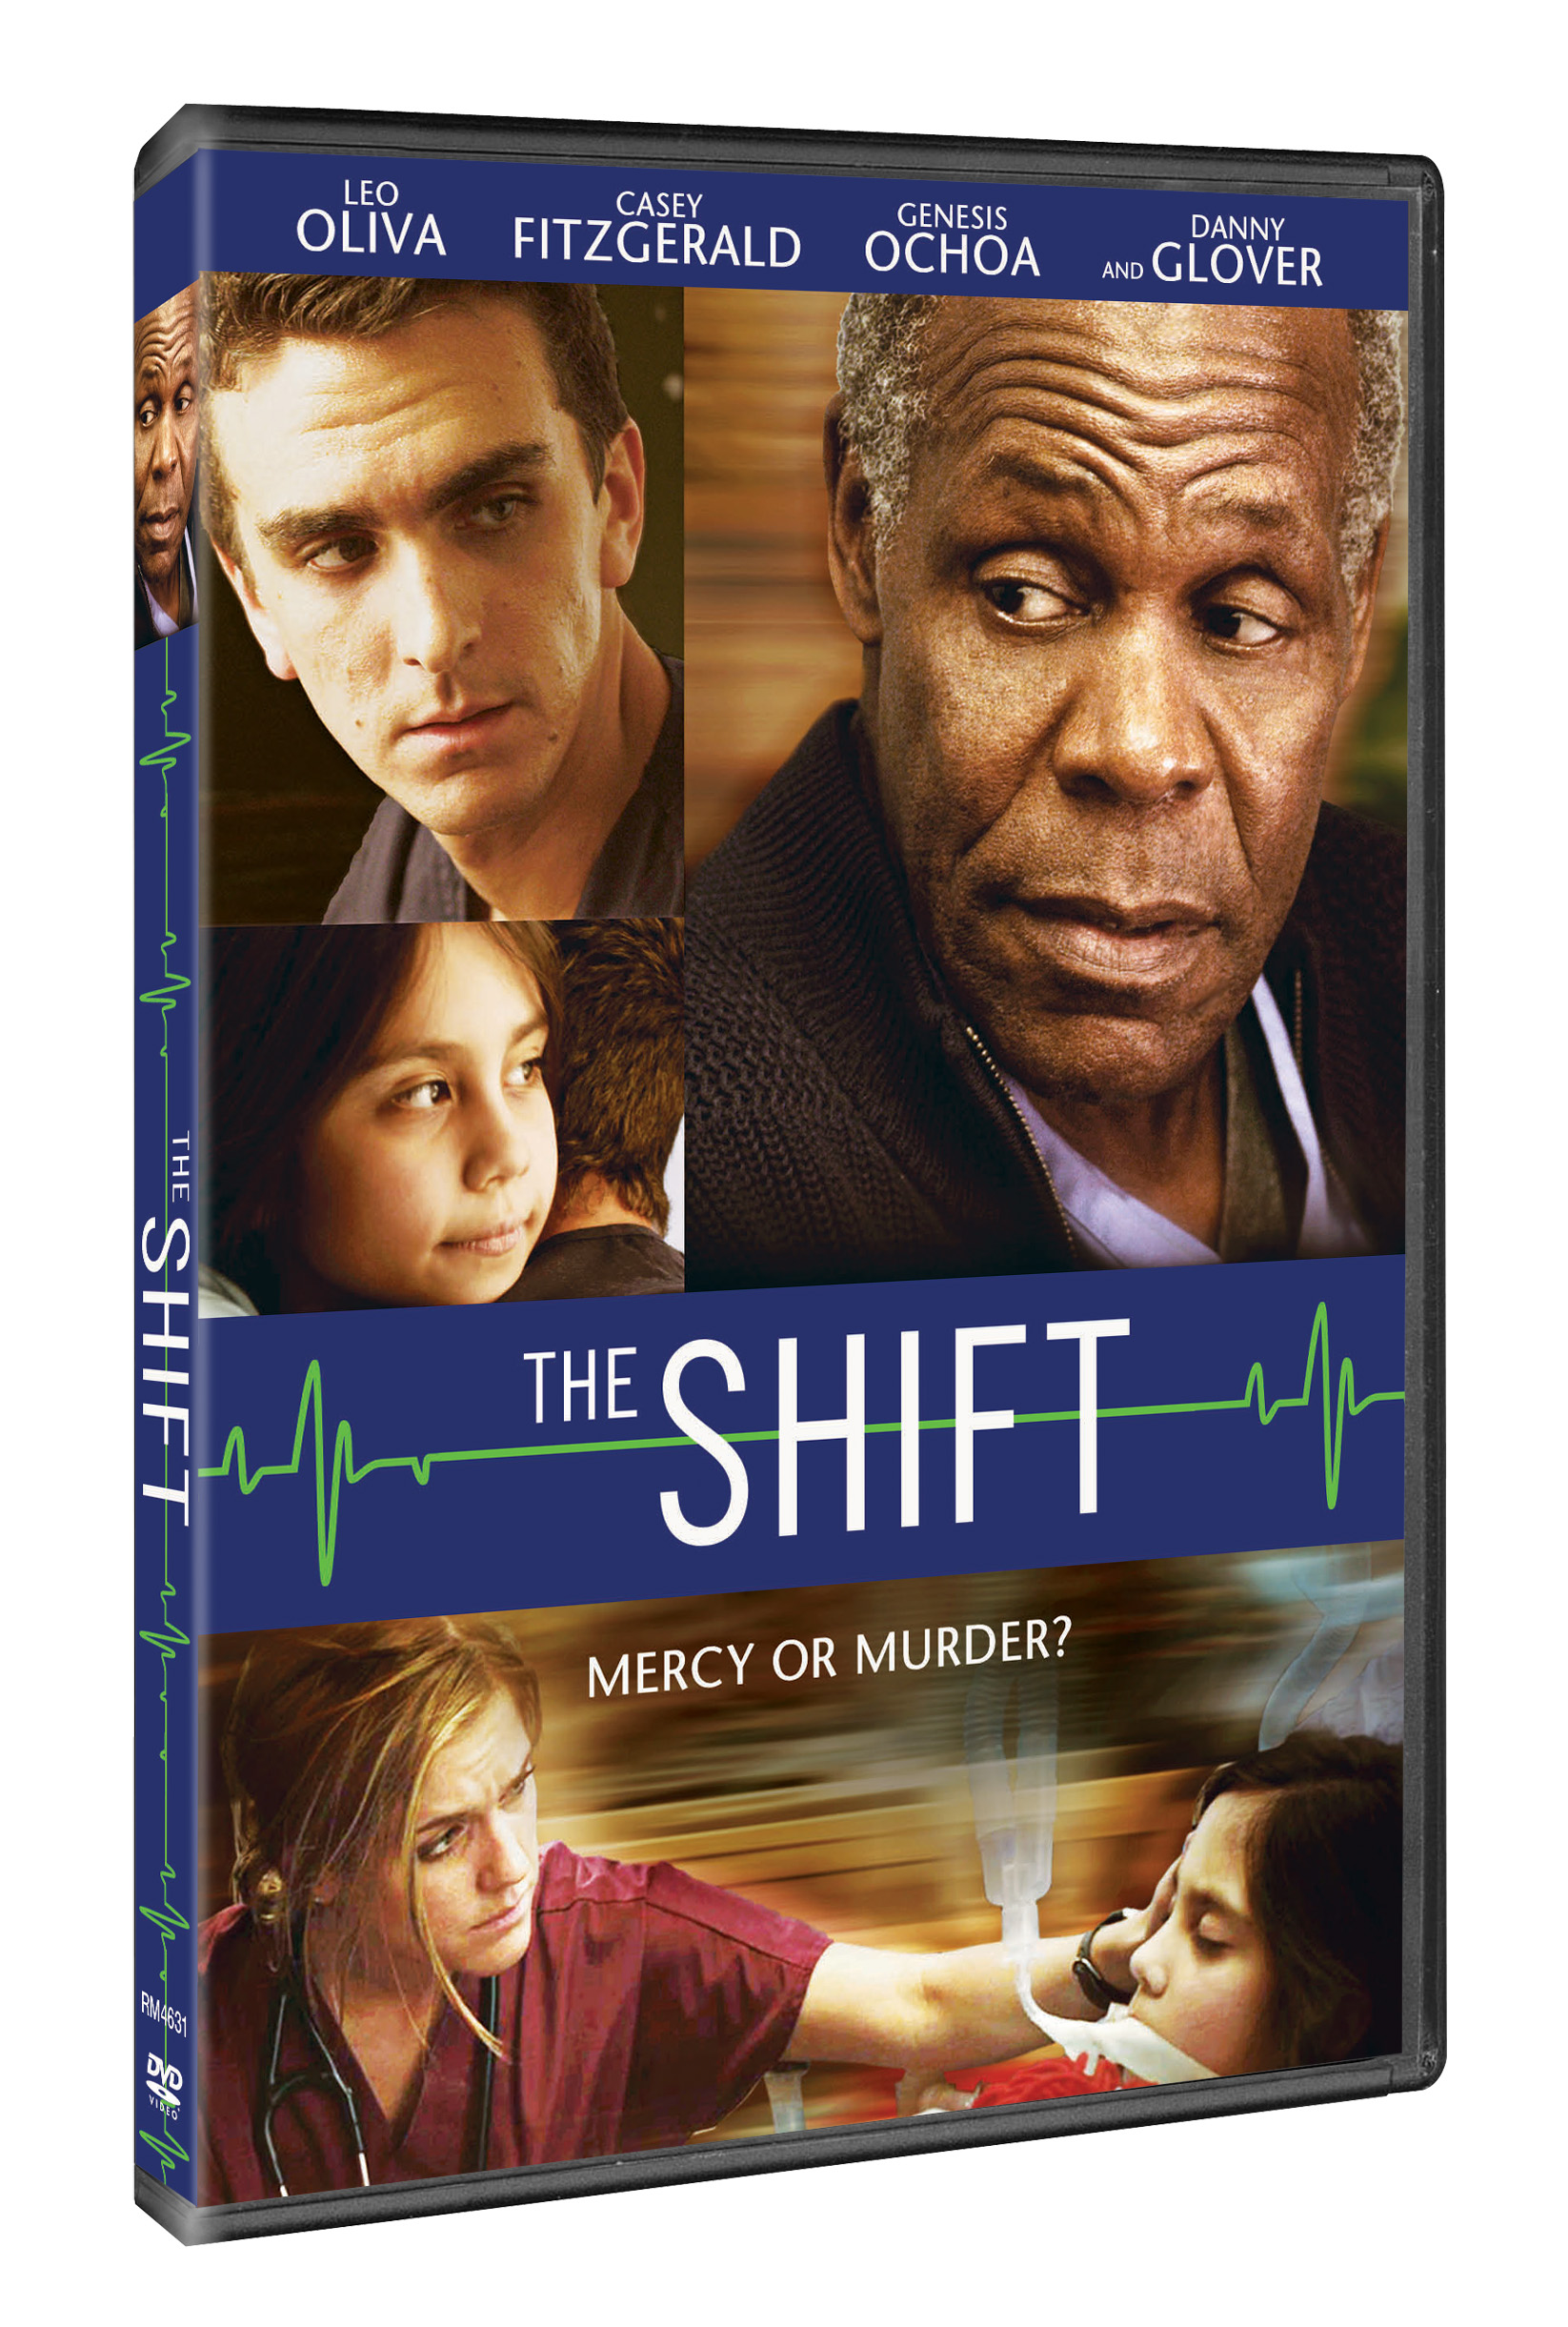 LEO OLIVA
CASEY FITZGERALD
GENESIS OCHOA
AND DANNY GLOVER
THE SHIFT
MERCY OR MURDER?
THE SHIFT
RM4631
DVD
VIDEO